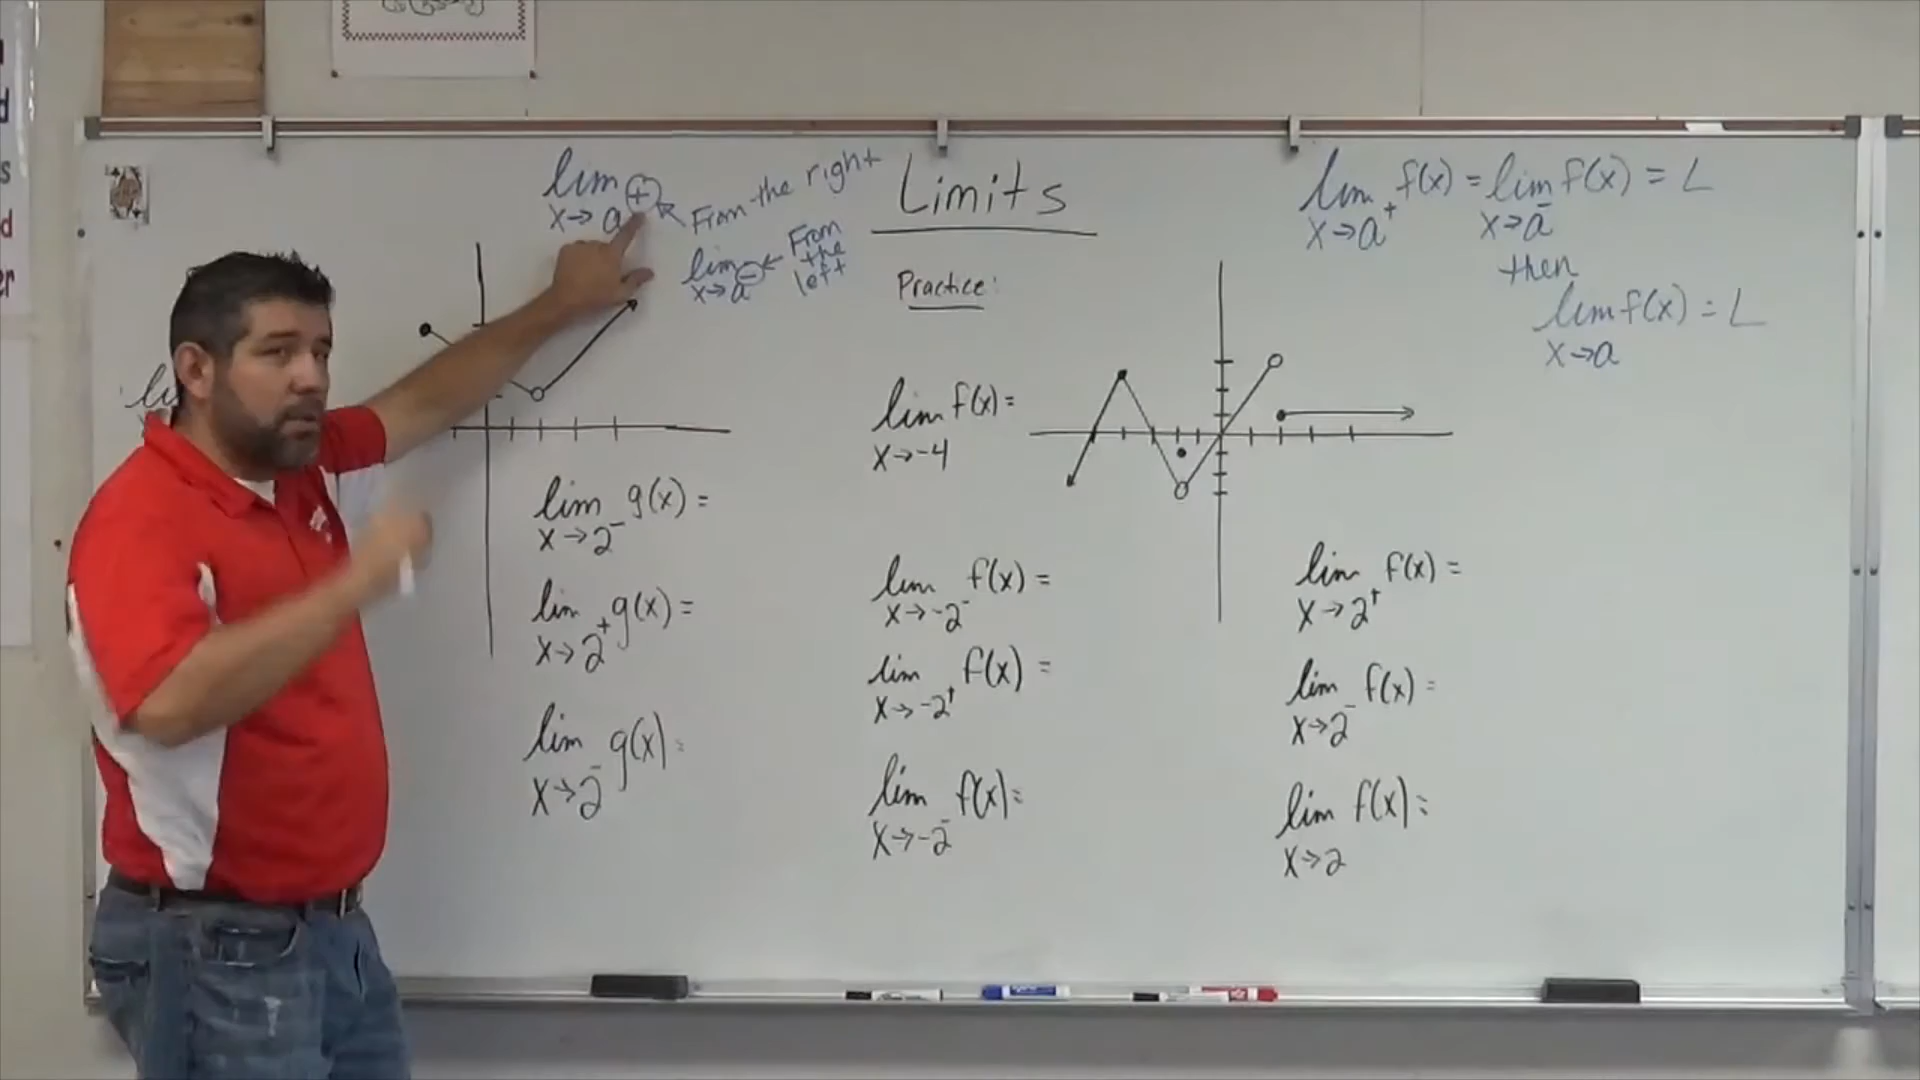 Limits
lim x→a⊕ From the right
lim x→a⊖ ← From the left
lim x→a⁺ f(x) = lim x→a⁻ f(x) = L
then
lim x→a f(x) = L
Practice:
lim x→2⁻ g(x) =
lim x→2⁺ g(x) =
lim x→2⁻ g(x) =
lim x→-4 f(x) =
lim x→-2⁻ f(x) =
lim x→-2⁺ f(x) =
lim x→-2⁻ f(x) =
lim x→2⁺ f(x) =
lim x→2⁻ f(x) =
lim x→2 f(x) =